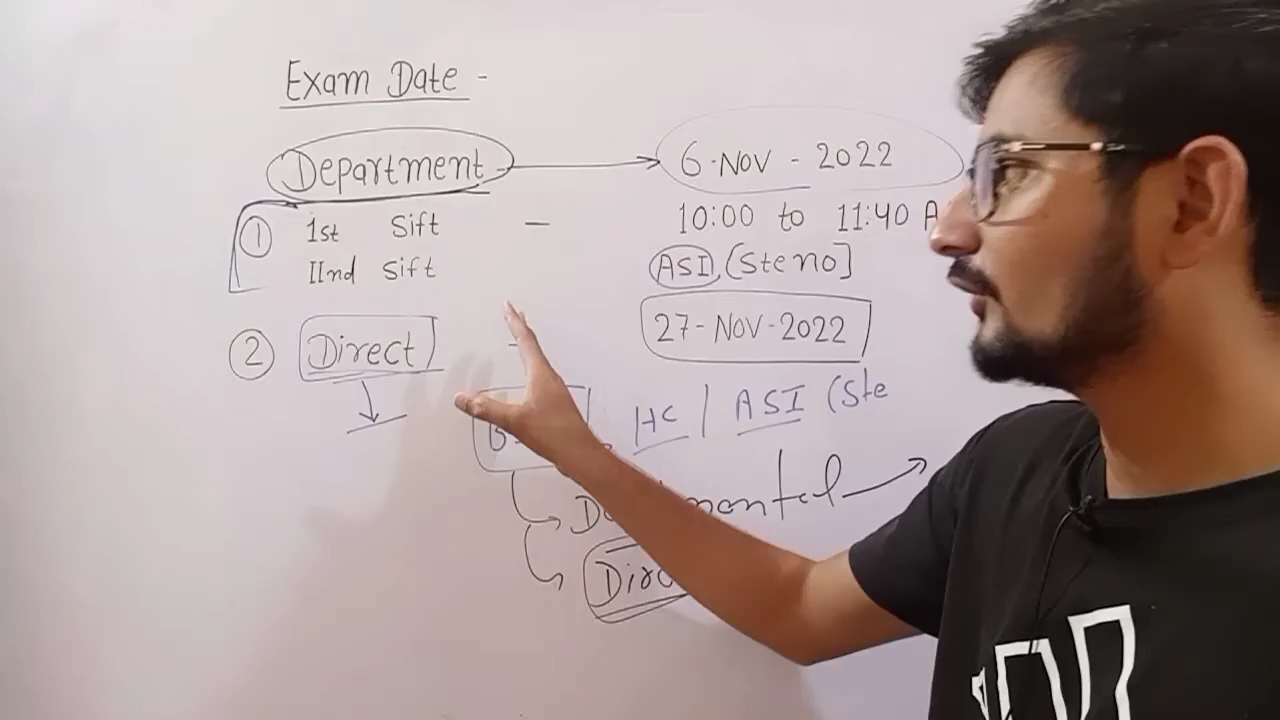 Exam Date -
Department - 6-NOV - 2022
① 1st Sift - 10:00 to 11:40 A
IInd Sift ASI (Steno]
② Direct - 27-NOV-2022
HC | ASI (Ste